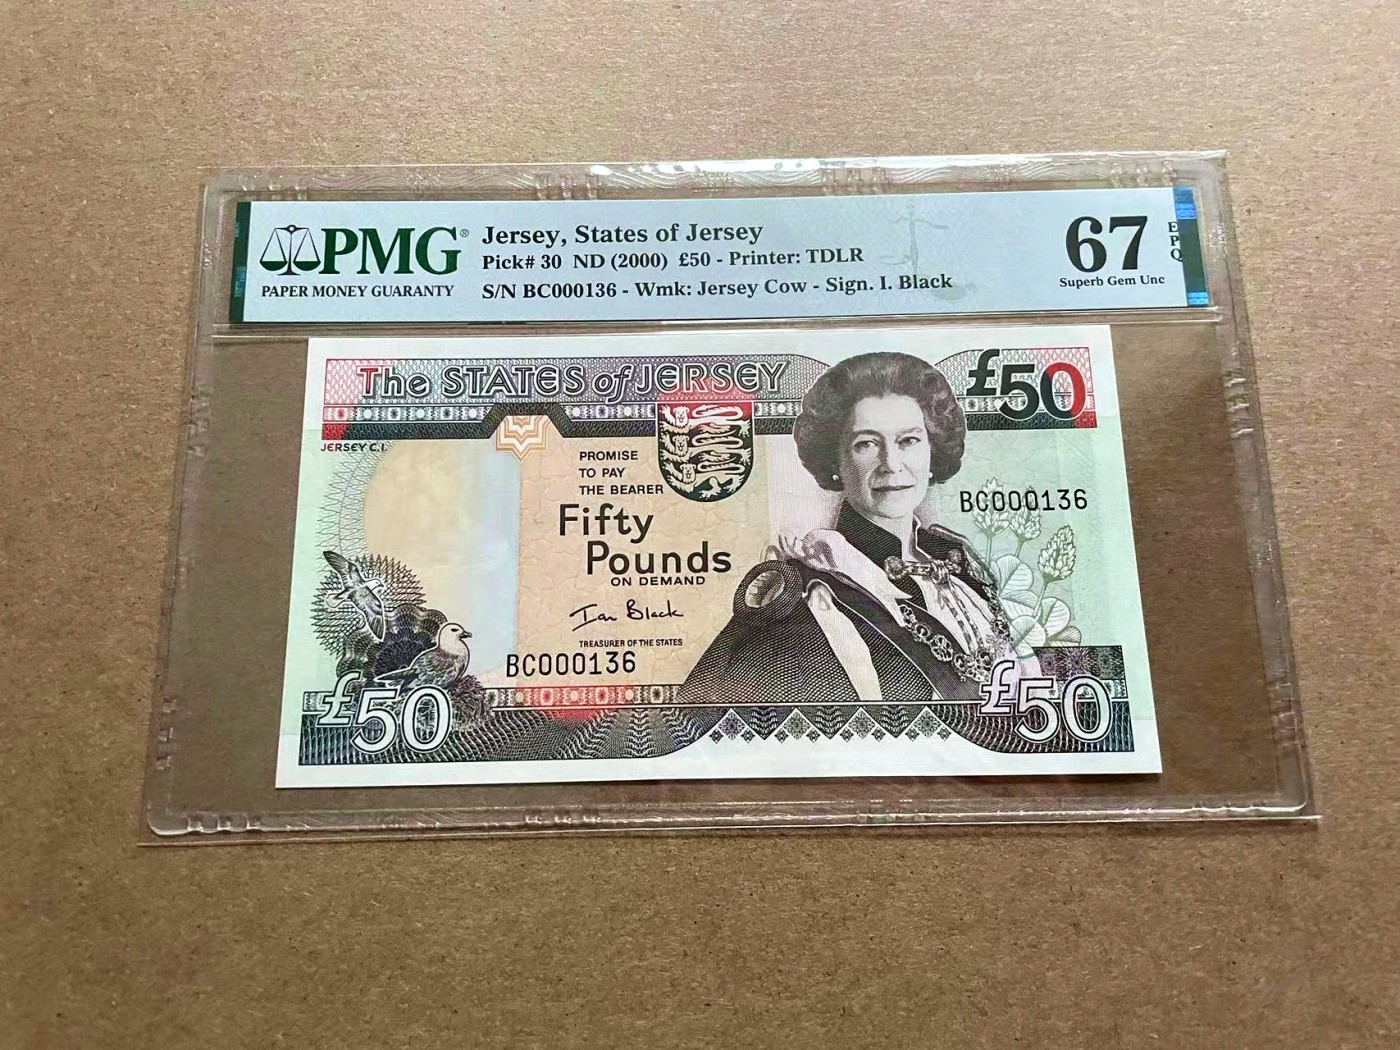 PMG®
PAPER MONEY GUARANTY
Jersey, States of Jersey
Pick# 30 ND (2000) £50 - Printer: TDLR
S/N BC000136 - Wmk: Jersey Cow - Sign. I. Black
67
Superb Gem Unc
EPQ
The STATES of JERSEY
£50
JERSEY C.I.
PROMISE
TO PAY
THE BEARER
Fifty
Pounds
ON DEMAND
BC000136
Ian Black
TREASURER OF THE STATES
BC000136
£50
£50